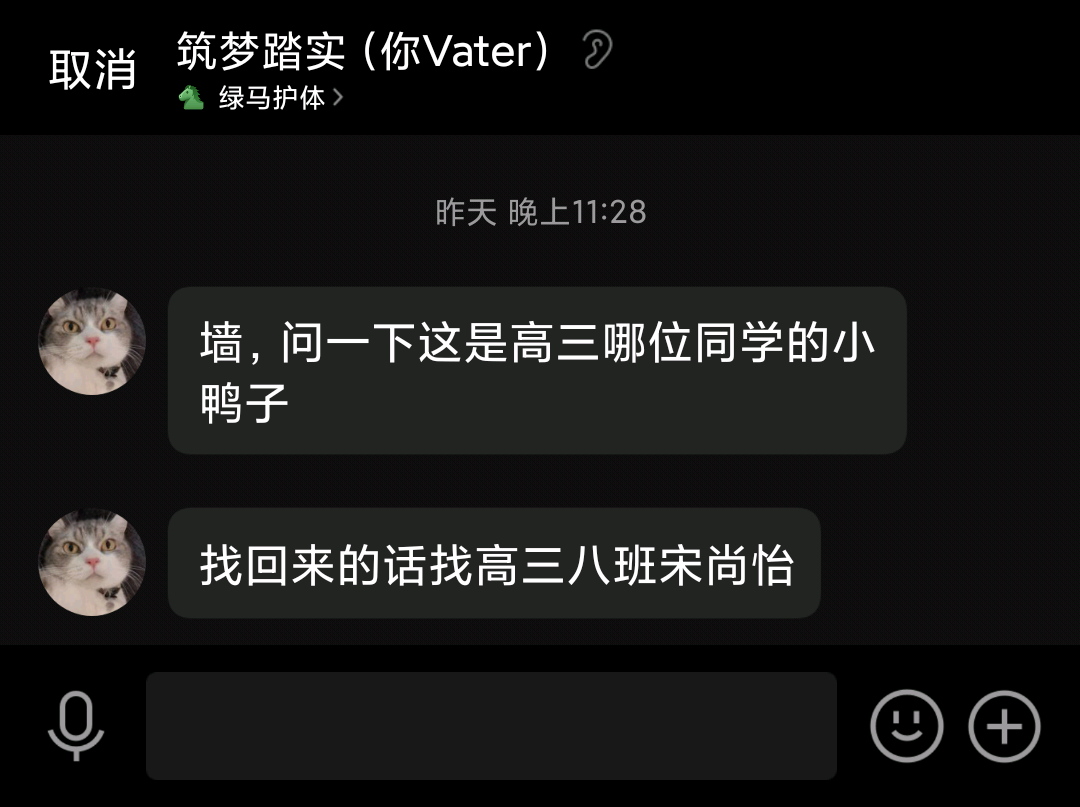 取消
筑梦踏实（你Vater）
绿马护体
昨天 晚上11:28
墙，问一下这是高三哪位同学的小
鸭子
找回来的话找高三八班宋尚怡